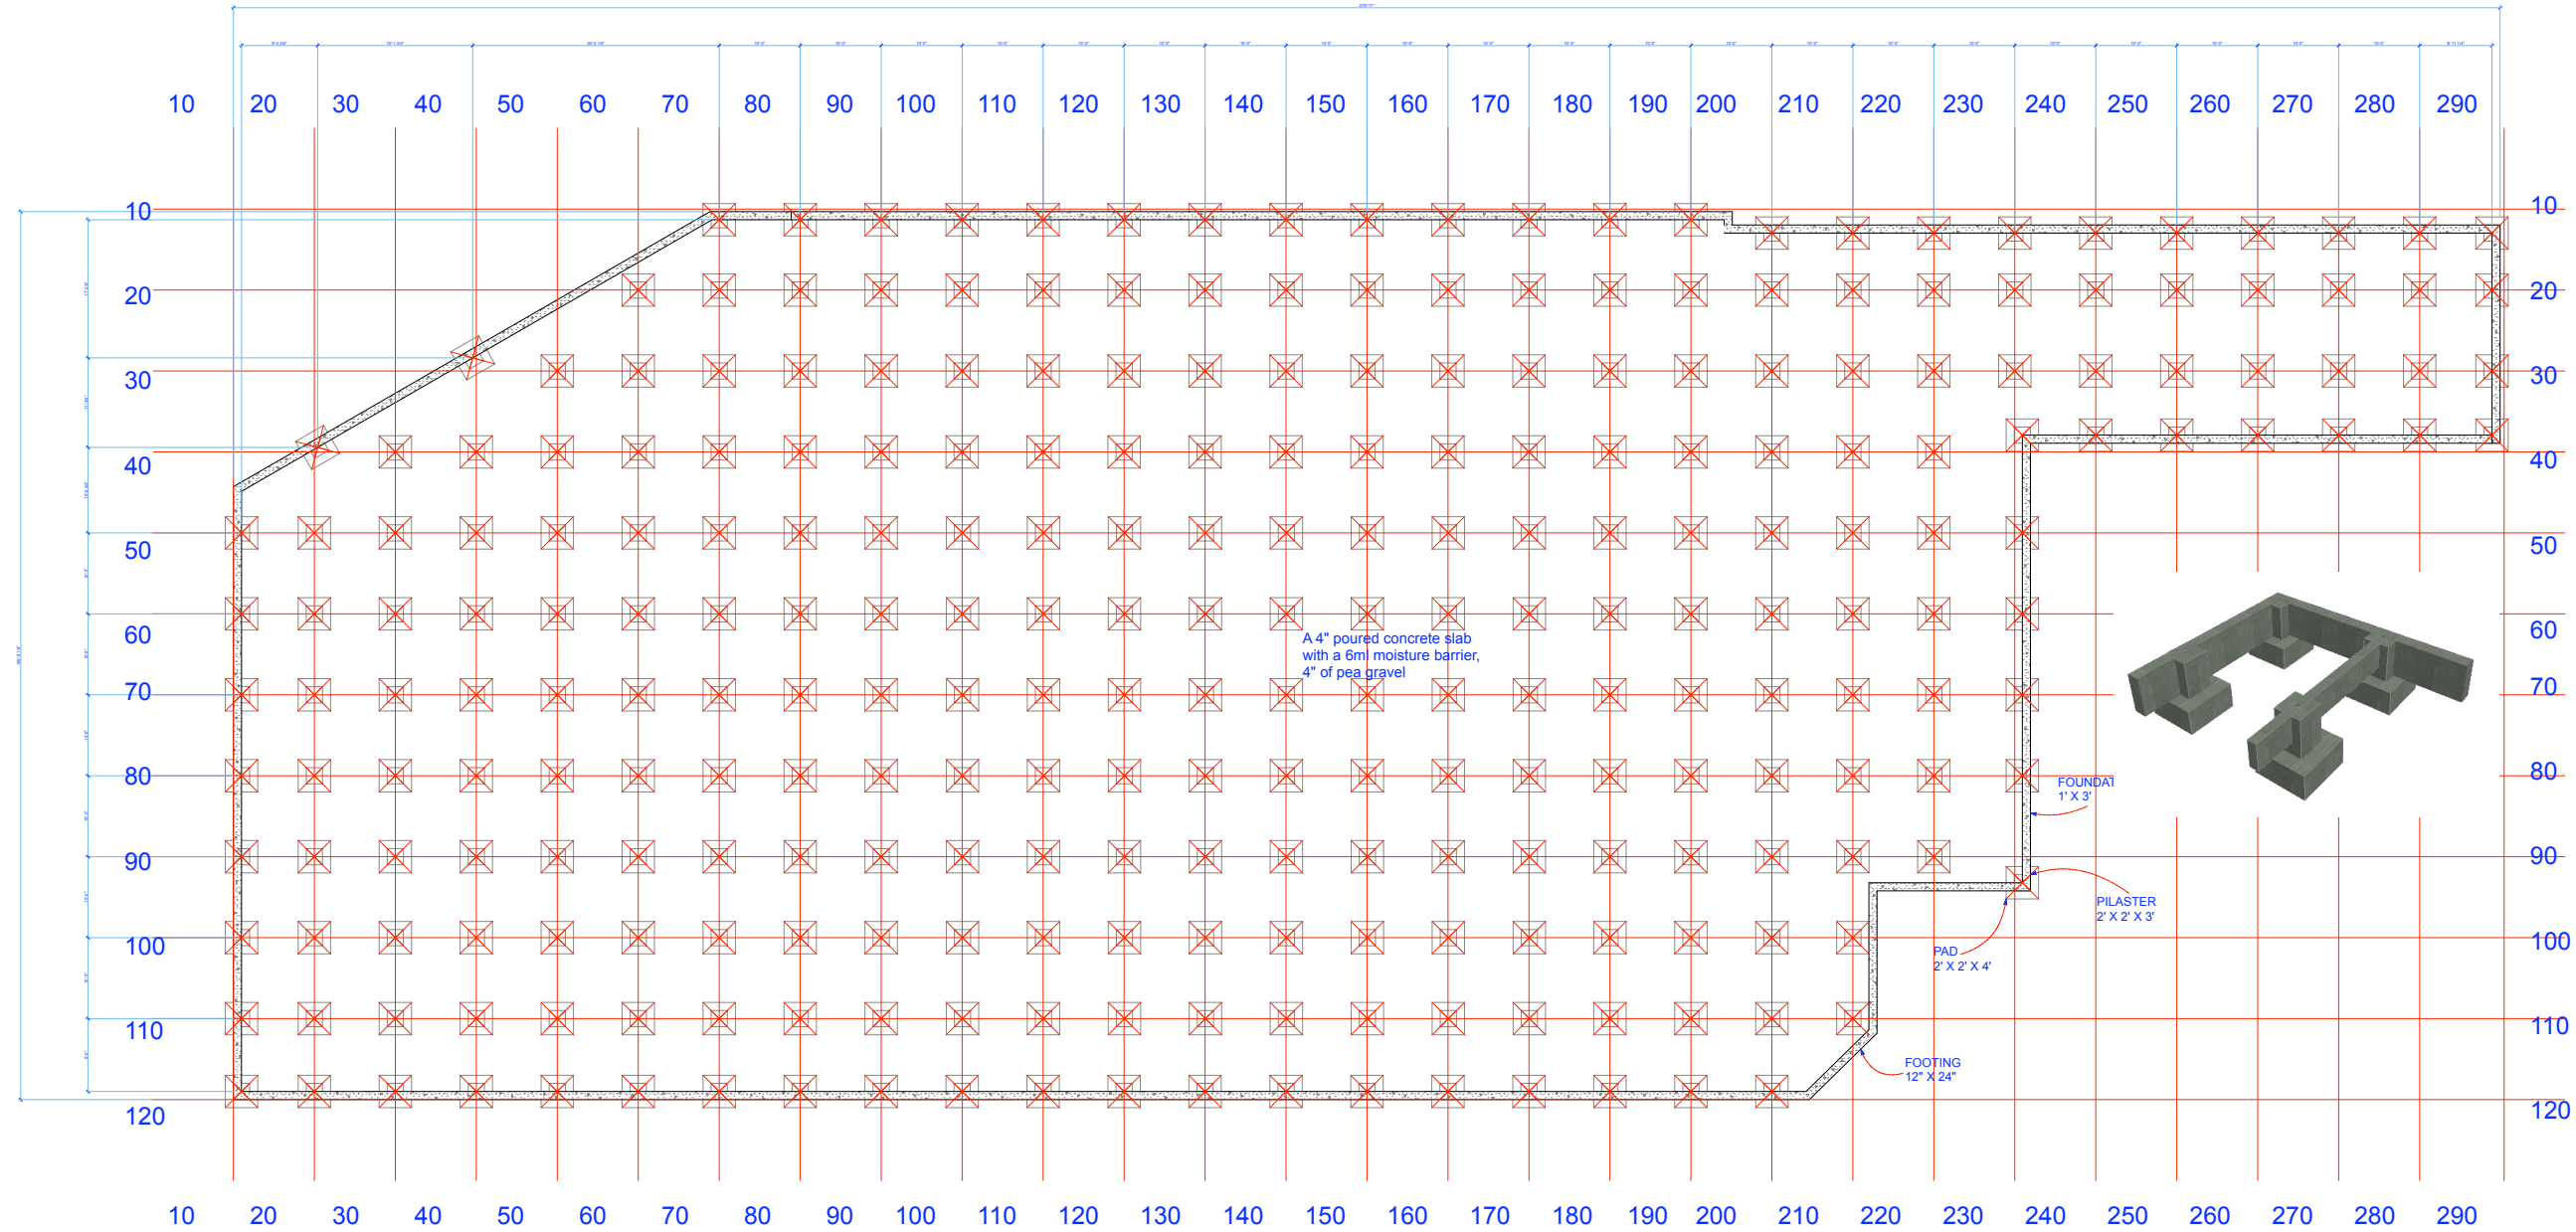 10 20 30 40 50 60 70 80 90 100 110 120 130 140 150 160 170 180 190 200 210 220 230 240 250 260 270 280 290
10 10
20 20
30 30
40 40
50 50
60 60
A 4" poured concrete slab
with a 6ml moisture barrier,
4" of pea gravel
70 70
80 80
FOUNDAT
1' X 3'
90 90
PILASTER
2' X 2' X 3'
100 100
PAD
2' X 2' X 4'
110 110
FOOTING
12" X 24"
120 120
10 20 30 40 50 60 70 80 90 100 110 120 130 140 150 160 170 180 190 200 210 220 230 240 250 260 270 280 290